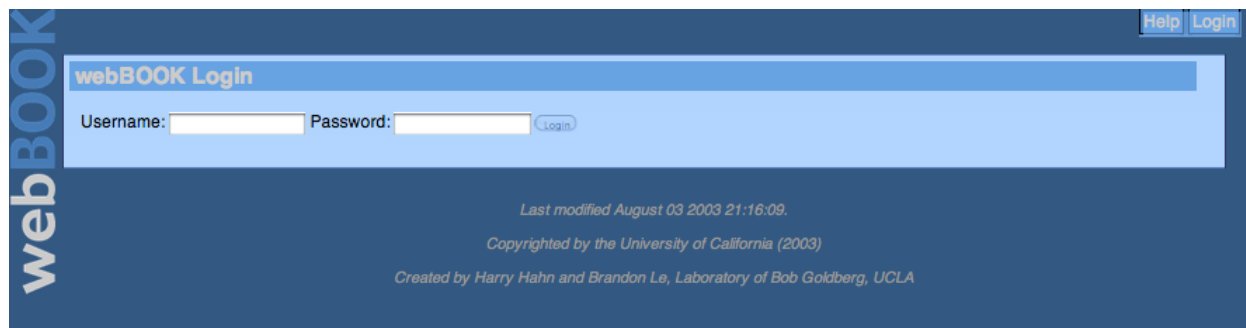 webBOOK
Help Login
webBOOK Login
Username: Password: Login
Last modified August 03 2003 21:16:09.
Copyrighted by the University of California (2003)
Created by Harry Hahn and Brandon Le, Laboratory of Bob Goldberg, UCLA